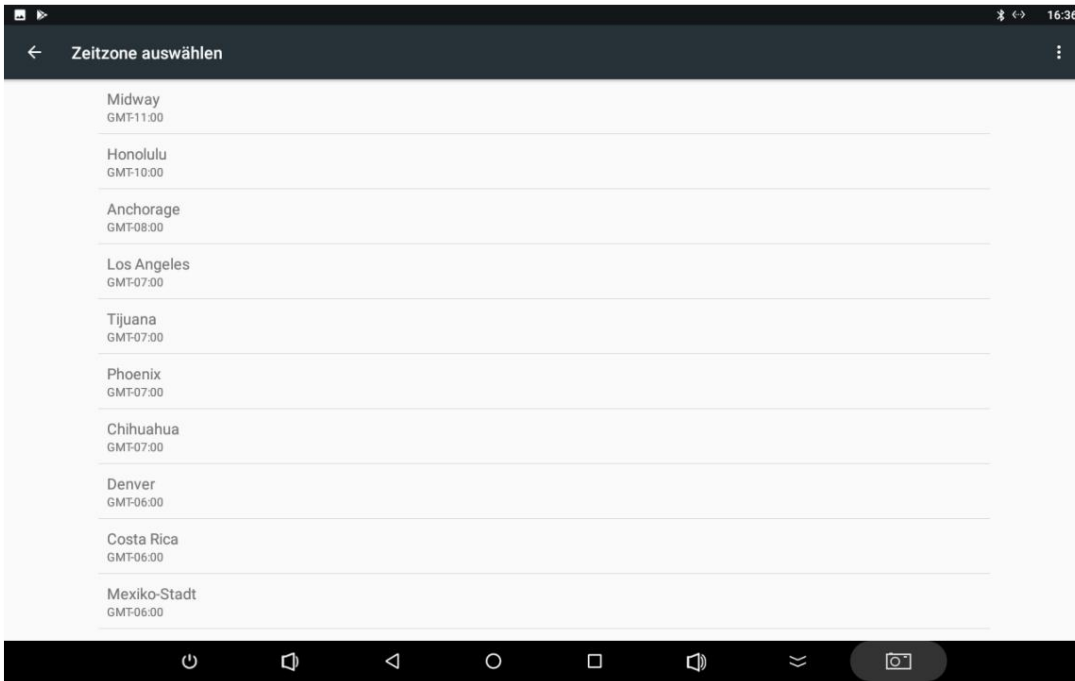 16:36
Zeitzone auswählen
Midway
GMT-11:00
Honolulu
GMT-10:00
Anchorage
GMT-08:00
Los Angeles
GMT-07:00
Tijuana
GMT-07:00
Phoenix
GMT-07:00
Chihuahua
GMT-07:00
Denver
GMT-06:00
Costa Rica
GMT-06:00
Mexiko-Stadt
GMT-06:00